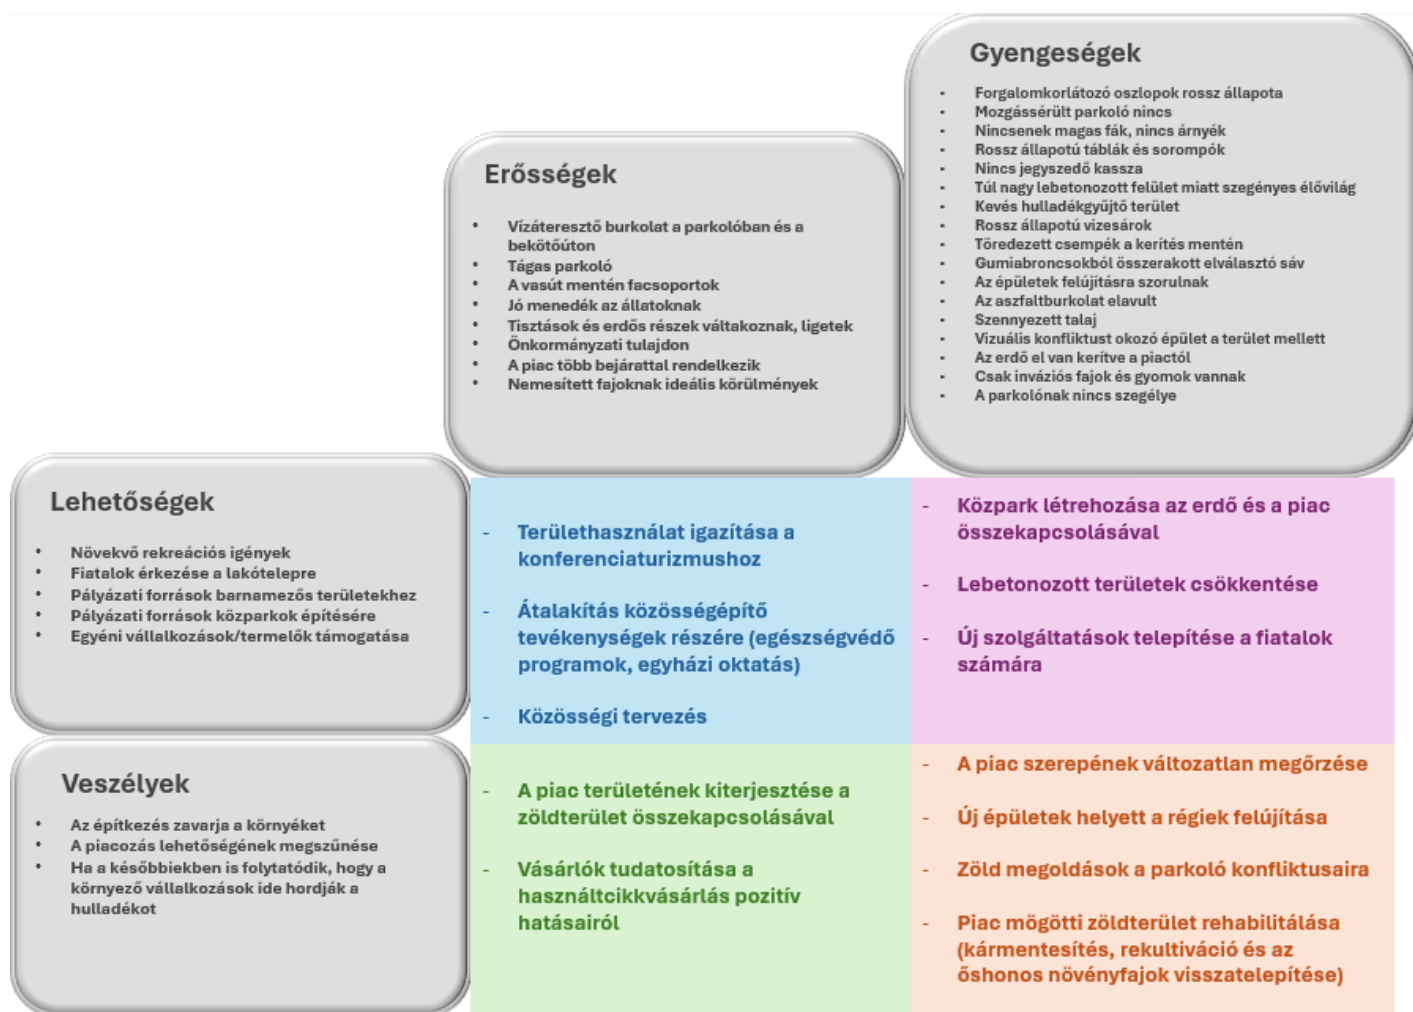 Gyengeségek
- Forgalomkorlátozó oszlopok rossz állapota
- Mozgássérült parkoló nincs
- Nincsenek magas fák, nincs árnyék
- Rossz állapotú táblák és sorompók
- Nincs jegyszedő kassza
- Túl nagy lebetonozott felület miatt szegényes élővilág
- Kevés hulladékgyűjtő terület
- Rossz állapotú vizesárok
- Töredezett csempék a kerítés mentén
- Gumiabroncsokból összerakott elválasztó sáv
- Az épületek felújításra szorulnak
- Az aszfaltburkolat elavult
- Szennyezett talaj
- Vizuális konfliktust okozó épület a terület mellett
- Az erdő el van kerítve a piactól
- Csak inváziós fajok és gyomok vannak
- A parkolónak nincs szegélye
Erősségek
• Vízáteresztő burkolat a parkolóban és a
bekötőúton
• Tágas parkoló
• A vasút mentén facsoportok
• Jó menedék az állatoknak
• Tisztások és erdős részek váltakoznak, ligetek
• Önkormányzati tulajdon
• A piac több bejárattal rendelkezik
• Nemesített fajoknak ideális körülmények
Lehetőségek
• Növekvő rekreációs igények
• Fiatalok érkezése a lakótelepre
• Pályázati források barnamezős területekhez
• Pályázati források közparkok építésére
• Egyéni vállalkozások/termelők támogatása
- Területhasználat igazítása a
konferenciaturizmushoz
- Átalakítás közösségépítő
tevékenységek részére (egészségvédő
programok, egyházi oktatás)
- Közösségi tervezés
- Közpark létrehozása az erdő és a piac
összekapcsolásával
- Lebetonozott területek csökkentése
- Új szolgáltatások telepítése a fiatalok
számára
Veszélyek
• Az építkezés zavarja a környéket
• A piacozás lehetőségének megszűnése
• Ha a későbbiekben is folytatódik, hogy a
környező vállalkozások ide hordják a
hulladékot
- A piac területének kiterjesztése a
zöldterület összekapcsolásával
- Vásárlók tudatosítása a
használtcikkvásárlás pozitív
hatásairól
- A piac szerepének változatlan megőrzése
- Új épületek helyett a régiek felújítása
- Zöld megoldások a parkoló konfliktusaira
- Piac mögötti zöldterület rehabilitálása
(kármentesítés, rekultiváció és az
őshonos növényfajok visszatelepítése)